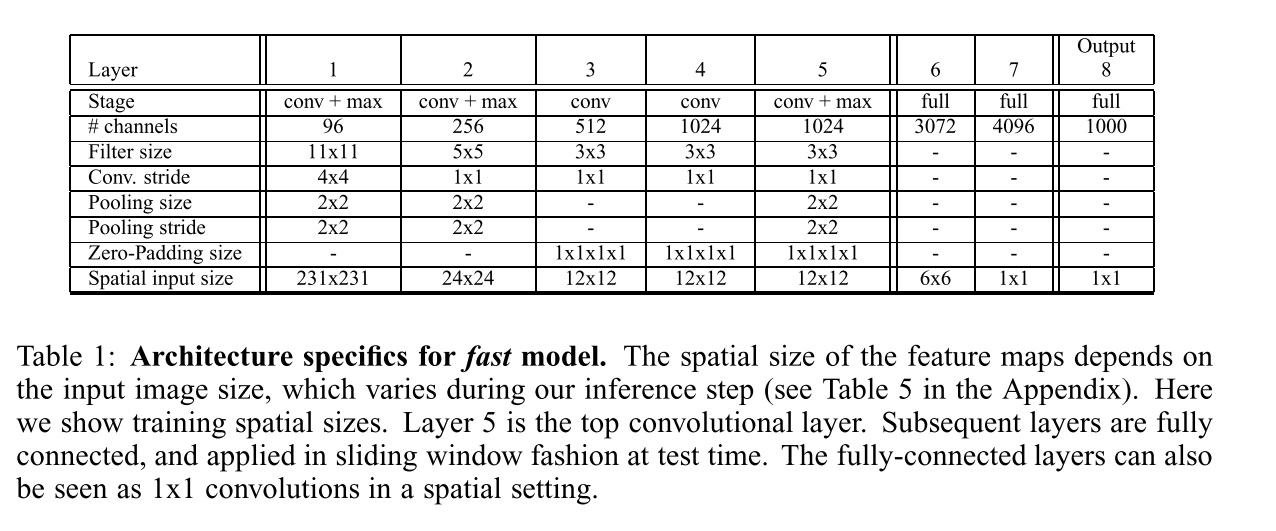 Output
Layer 1 2 3 4 5 6 7 8
Stage conv + max conv + max conv conv conv + max full full full
# channels 96 256 512 1024 1024 3072 4096 1000
Filter size 11x11 5x5 3x3 3x3 3x3 - - -
Conv. stride 4x4 1x1 1x1 1x1 1x1 - - -
Pooling size 2x2 2x2 - - 2x2 - - -
Pooling stride 2x2 2x2 - - 2x2 - - -
Zero-Padding size - - 1x1x1x1 1x1x1x1 1x1x1x1 - - -
Spatial input size 231x231 24x24 12x12 12x12 12x12 6x6 1x1 1x1
Table 1: Architecture specifics for fast model. The spatial size of the feature maps depends on
the input image size, which varies during our inference step (see Table 5 in the Appendix). Here
we show training spatial sizes. Layer 5 is the top convolutional layer. Subsequent layers are fully
connected, and applied in sliding window fashion at test time. The fully-connected layers can also
be seen as 1x1 convolutions in a spatial setting.